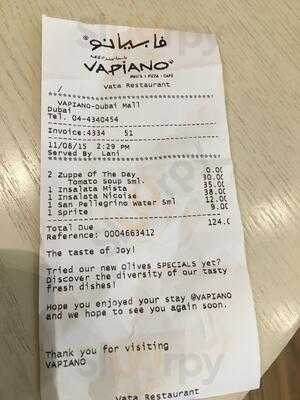 فابيانو
VAPIANO
PASTA | PIZZA | CAFE
Vata Restaurant
VAPIANO-Dubai Mall
Dubai
Tel. 04-4340454
Invoice:4334 51
11/08/15 2:29 PM
Served By Lani
2 Zuppe Of The Day 0.00
Tomato Soup Sml. 30.00
1 Insalata Mista 35.00
1 Insalata Nicoise 38.00
1 San Pellegrino Water Sml 12.00
1 Sprite 9.00
Total Due 124.0
Reference: 0004663412
The taste of Joy!
Tried our new Olives SPECIALS yet?
Discover the diversity of our tasty
fresh dishes!
Hope you enjoyed your stay @VAPIANO
and we hope to see you again soon.
Thank you for visiting
VAPIANO
Vata Restaurant